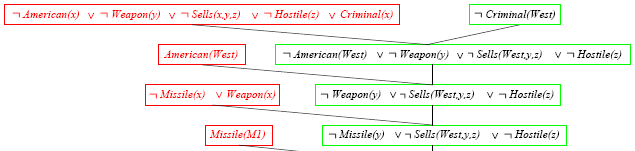 ¬ American(x) ∨ ¬ Weapon(y) ∨ ¬ Sells(x,y,z) ∨ ¬ Hostile(z) ∨ Criminal(x) ¬ Criminal(West)
American(West) ¬ American(West) ∨ ¬ Weapon(y) ∨ ¬ Sells(West,y,z) ∨ ¬ Hostile(z)
¬ Missile(x) ∨ Weapon(x) ¬ Weapon(y) ∨ ¬ Sells(West,y,z) ∨ ¬ Hostile(z)
Missile(M1) ¬ Missile(y) ∨ ¬ Sells(West,y,z) ∨ ¬ Hostile(z)